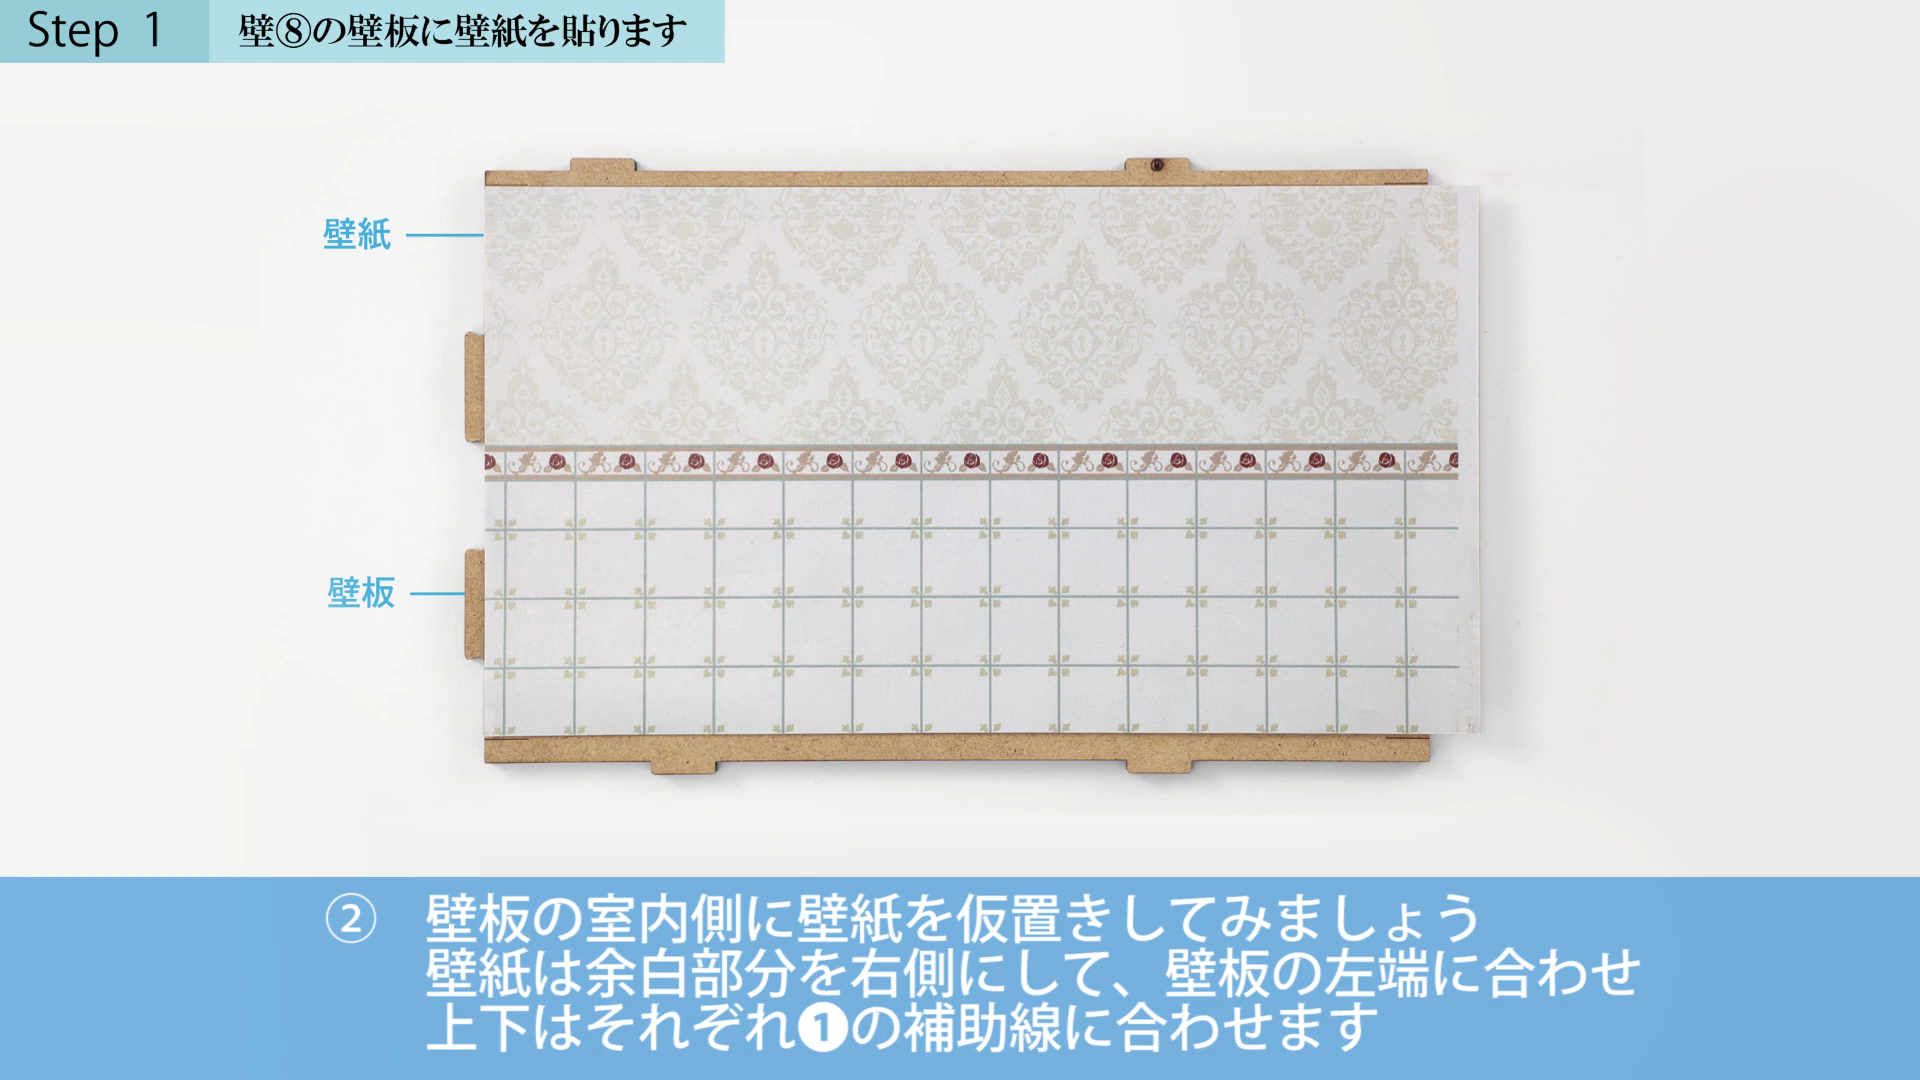 Step 1 壁⑧の壁板に壁紙を貼ります
壁紙
壁板
② 壁板の室内側に壁紙を仮置きしてみましょう
壁紙は余白部分を右側にして、壁板の左端に合わせ
上下はそれぞれ❶の補助線に合わせます